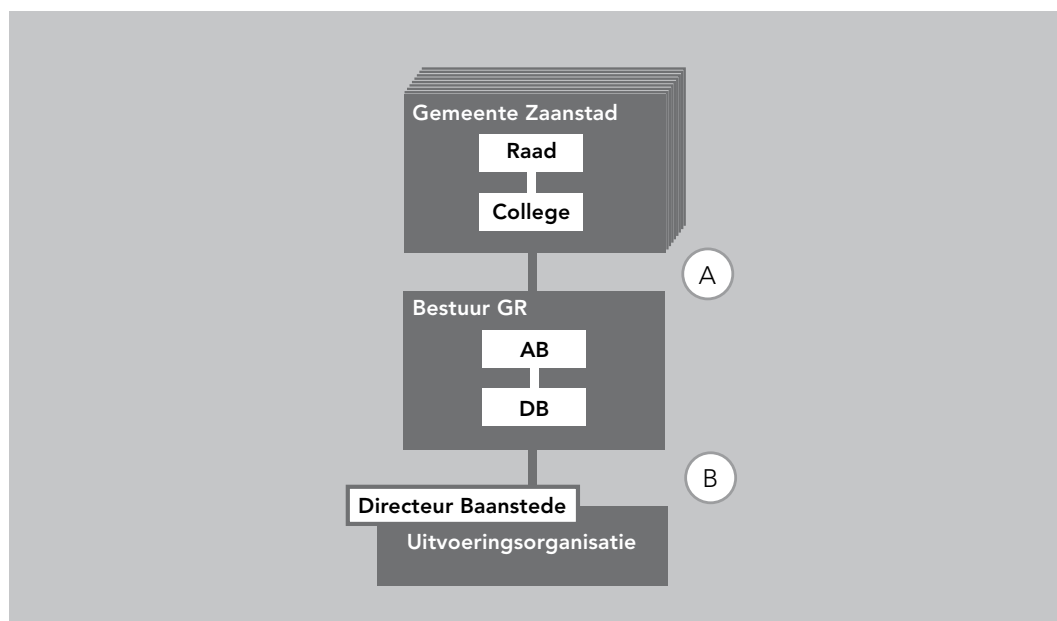 Gemeente Zaanstad
Raad
College
A
Bestuur GR
AB
DB
B
Directeur Baanstede
Uitvoeringsorganisatie